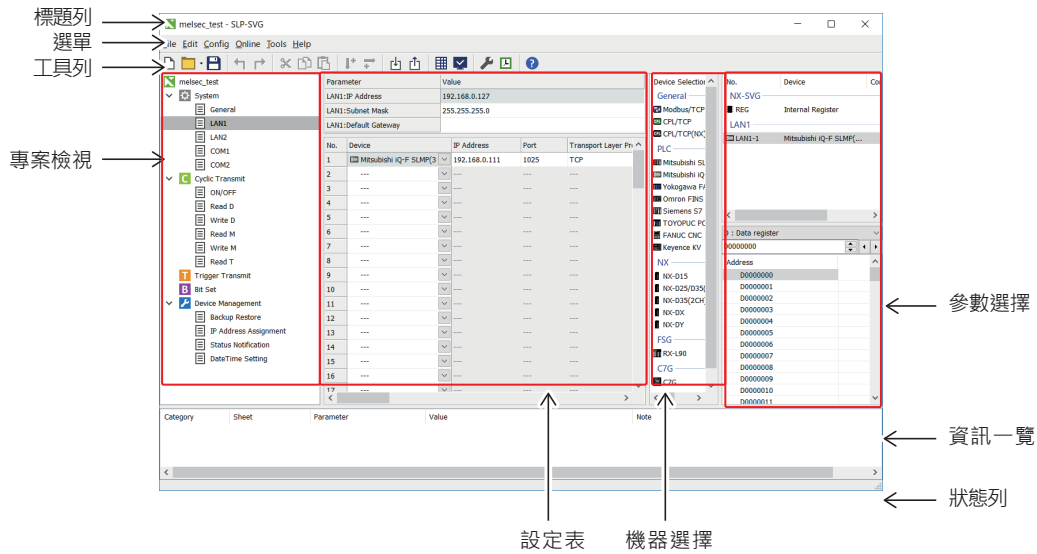 標題列
melsec_test - SLP-SVG
選單
File Edit Config Online Tools Help
工具列
專案檢視
melsec_test
System
General
LAN1
LAN2
COM1
COM2
C Cyclic Transmit
ON/OFF
Read D
Write D
Read M
Write M
Read T
T Trigger Transmit
B Bit Set
Device Management
Backup Restore
IP Address Assignment
Status Notification
DateTime Setting
Parameter Value
LAN1:IP Address 192.168.0.127
LAN1:Subnet Mask 255.255.255.0
LAN1:Default Gateway
No. Device IP Address Port Transport Layer Pr
1 Mitsubishi iQ-F SLMP(3 192.168.0.111 1025 TCP
2 --- --- --- ---
3 --- --- --- ---
4 --- --- --- ---
5 --- --- --- ---
6 --- --- --- ---
7 --- --- --- ---
8 --- --- --- ---
9 --- --- --- ---
10 --- --- --- ---
11 --- --- --- ---
12 --- --- --- ---
13 --- --- --- ---
14 --- --- --- ---
15 --- --- --- ---
16 --- --- --- ---
17 --- --- --- ---
Device Selection
General
Modbus/TCP
CPL/TCP
CPL/TCP(NX)
PLC
Mitsubishi SL
Mitsubishi iQ
Yokogawa FA
Omron FINS
Siemens S7
TOYOPUC PC
FANUC CNC
Keyence KV
NX
NX-D15
NX-D25/D35(
NX-D35(2CH)
NX-DX
NX-DY
FSG
RX-L90
C7G
C7G
No. Device Co
NX-SVG
REG Internal Register
LAN1
LAN1-1 Mitsubishi iQ-F SLMP(...
D : Data register
D0000000
Address
D0000000
D0000001
D0000002
D0000003
D0000004
D0000005
D0000006
D0000007
D0000008
D0000009
D0000010
D0000011
參數選擇
Category Sheet Parameter Value Note
資訊一覽
狀態列
設定表 機器選擇